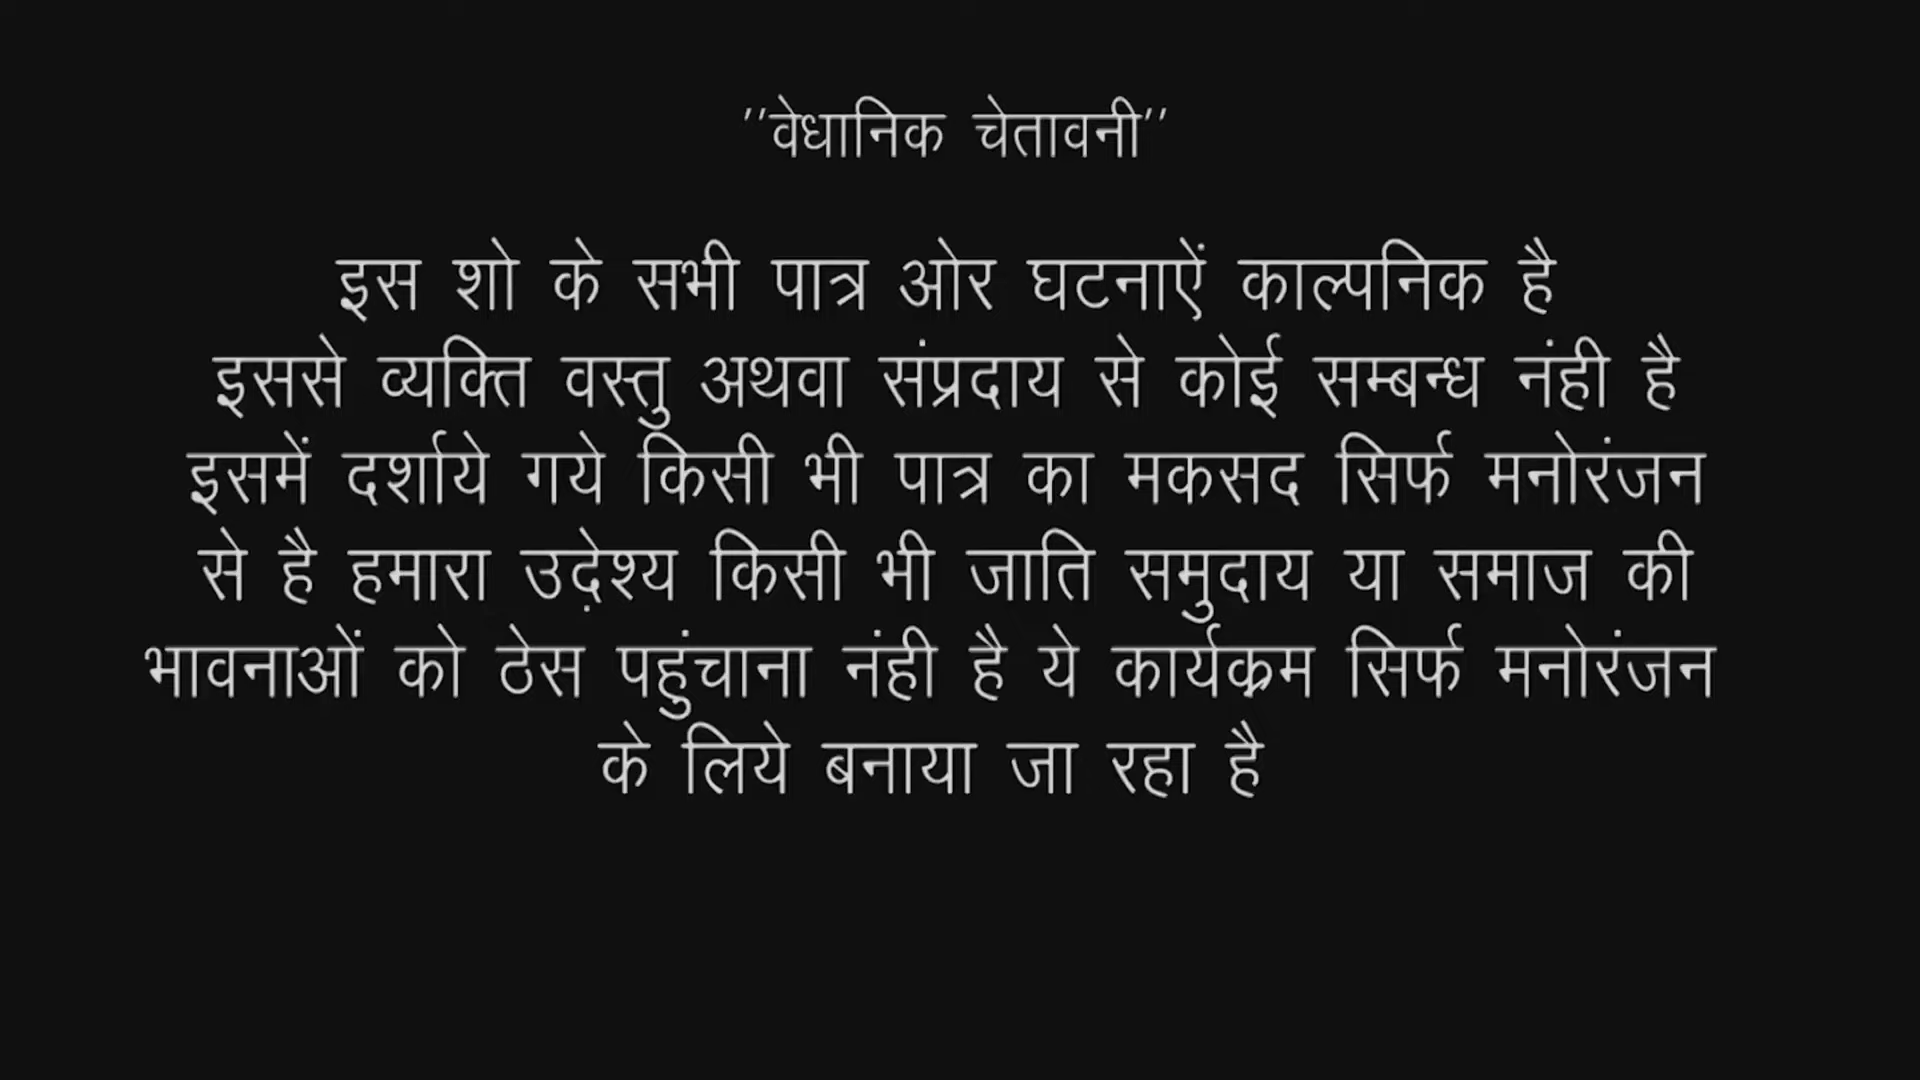 ''वेधानिक चेतावनी''
इस शो के सभी पात्र ओर घटनाऐं काल्पनिक है
इससे व्यक्ति वस्तु अथवा संप्रदाय से कोई सम्बन्ध नंही है
इसमें दर्शाये गये किसी भी पात्र का मकसद सिर्फ मनोरंजन
से है हमारा उद़ेश्य किसी भी जाति समुदाय या समाज की
भावनाओं को ठेस पहुंचाना नंही है ये कार्यक्रम सिर्फ मनोरंजन
के लिये बनाया जा रहा है